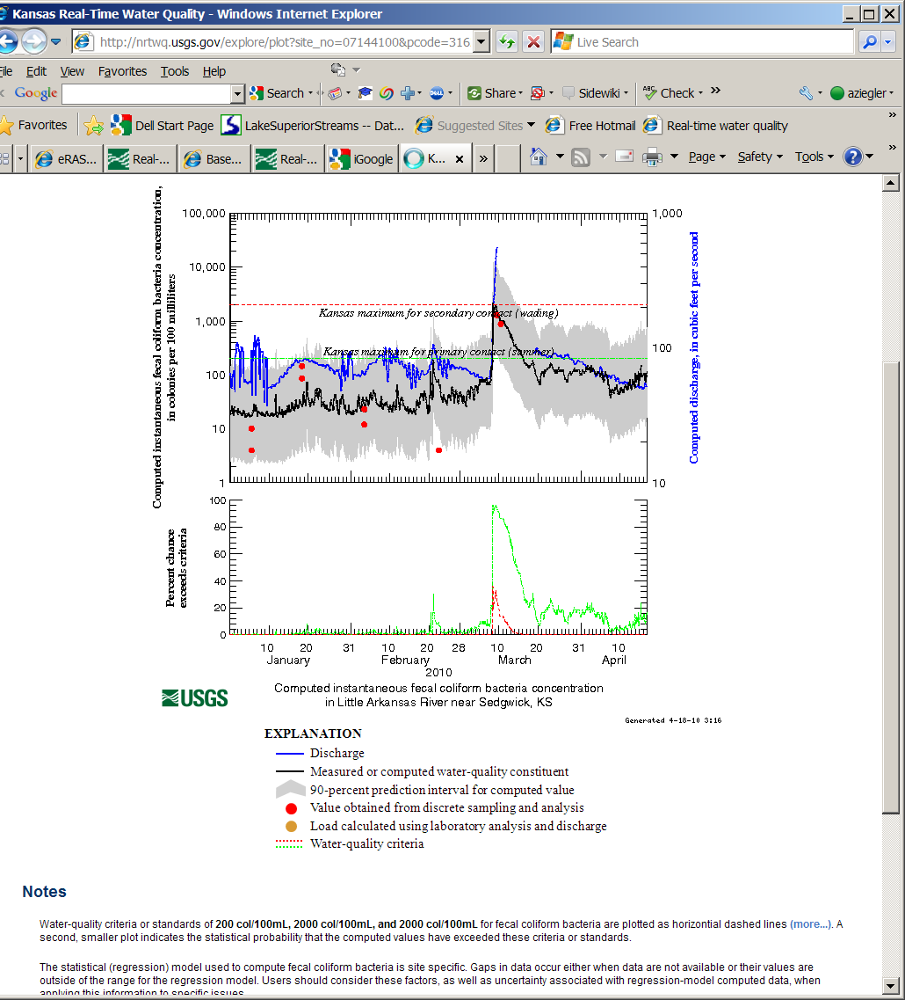 Kansas Real-Time Water Quality - Windows Internet Explorer
http://nrtwq.usgs.gov/explore/plot?site_no=07144100&pcode=316
Live Search
File Edit View Favorites Tools Help
Google Search Share Sidewiki ABC Check » aziegler
Favorites Dell Start Page LakeSuperiorStreams -- Dat... Suggested Sites Free Hotmail Real-time water quality »
eRAS... Real-... Base... Real-... iGoogle K... x » Page Safety Tools »
Computed instantaneous fecal coliform bacteria concentration,
in colonies per 100 milliliters
100,000
10,000
1,000
100
10
1
Kansas maximum for secondary contact (wading)
Kansas maximum for primary contact (summer)
1,000
100
10
Computed discharge, in cubic feet per second
Percent chance
exceeds criteria
100
80
60
40
20
0
10 20 31 10 20 28 10 20 31 10
January February March April
2010
USGS
Computed instantaneous fecal coliform bacteria concentration
in Little Arkansas River near Sedgwick, KS
Generated 4-18-10 3:16
EXPLANATION
Discharge
Measured or computed water-quality constituent
90-percent prediction interval for computed value
Value obtained from discrete sampling and analysis
Load calculated using laboratory analysis and discharge
Water-quality criteria
Notes
Water-quality criteria or standards of 200 col/100mL, 2000 col/100mL, and 2000 col/100mL for fecal coliform bacteria are plotted as horizontial dashed lines (more...). A
second, smaller plot indicates the statistical probability that the computed values have exceeded these criteria or standards.
The statistical (regression) model used to compute fecal coliform bacteria is site specific. Gaps in data occur either when data are not available or their values are
outside of the range for the regression model. Users should consider these factors, as well as uncertainty associated with regression-model computed data, when
applying this information to specific issues.